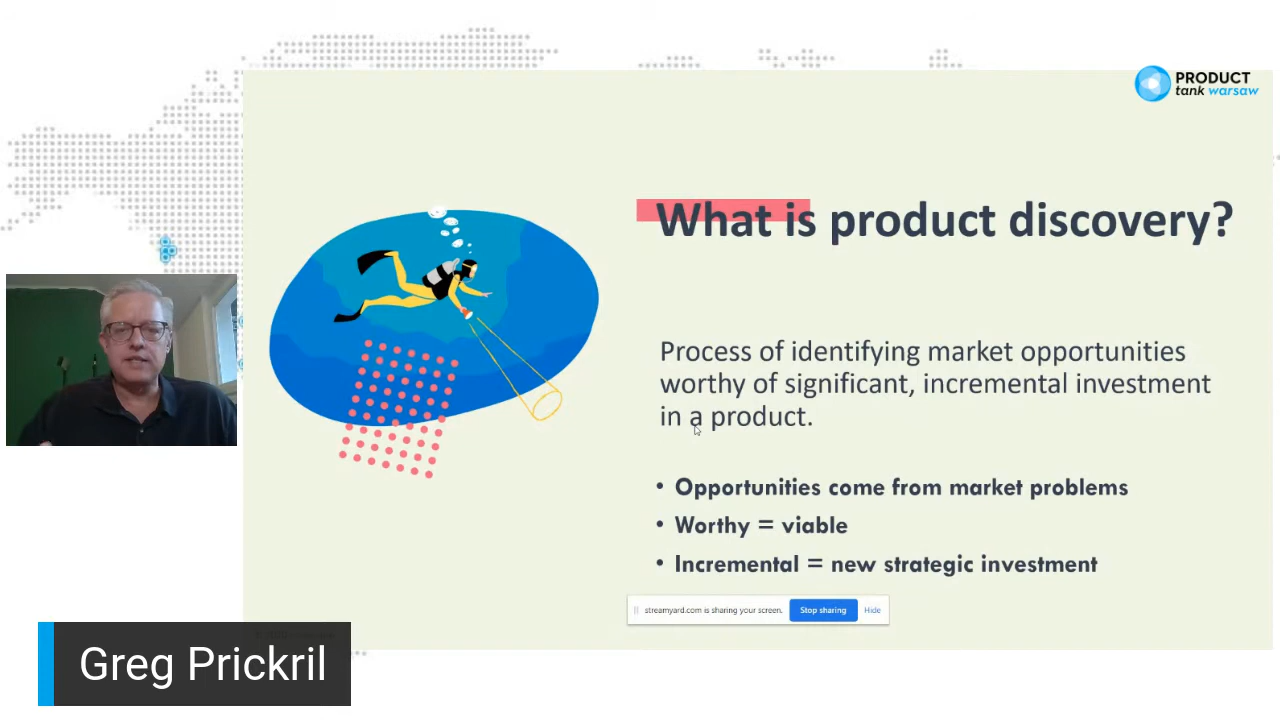 PRODUCT
tank warsaw
What is product discovery?
Process of identifying market opportunities
worthy of significant, incremental investment
in a product.
• Opportunities come from market problems
• Worthy = viable
• Incremental = new strategic investment
streamyard.com is sharing your screen.
Stop sharing
Hide
Greg Prickril